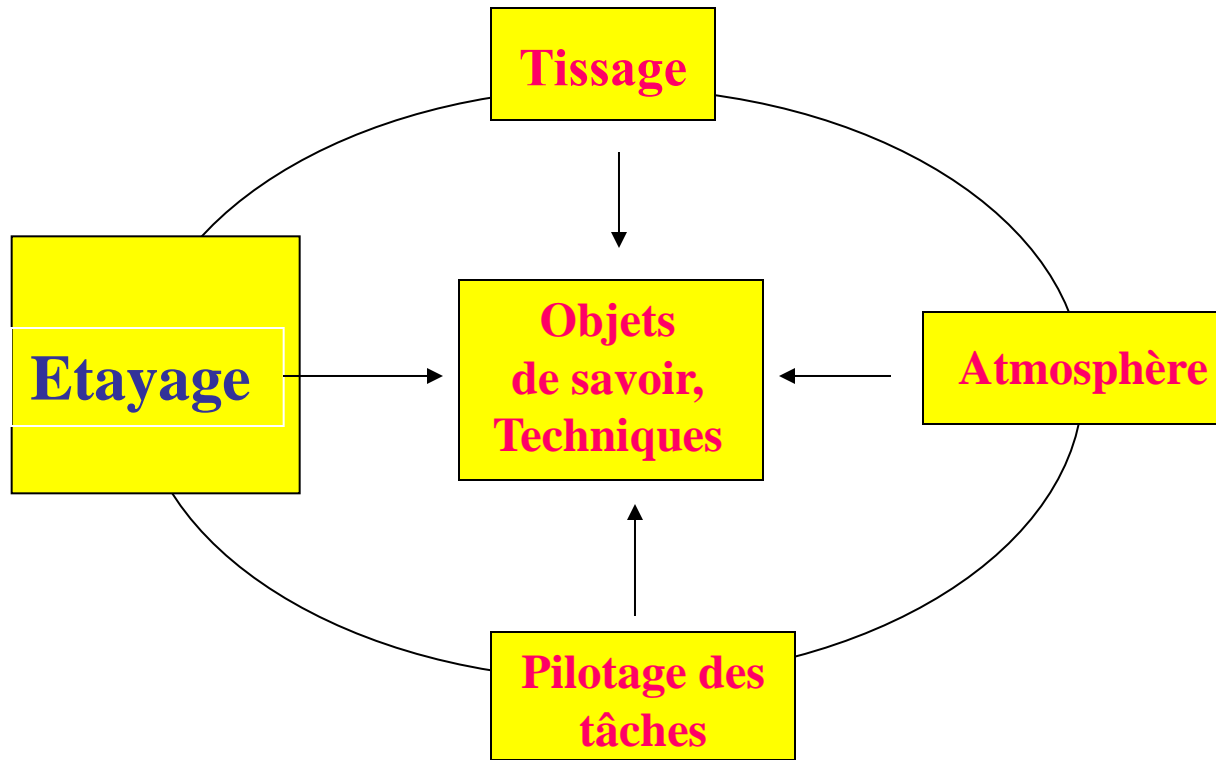 Tissage
Objets
de savoir,
Techniques
Etayage
Atmosphère
Pilotage des
tâches